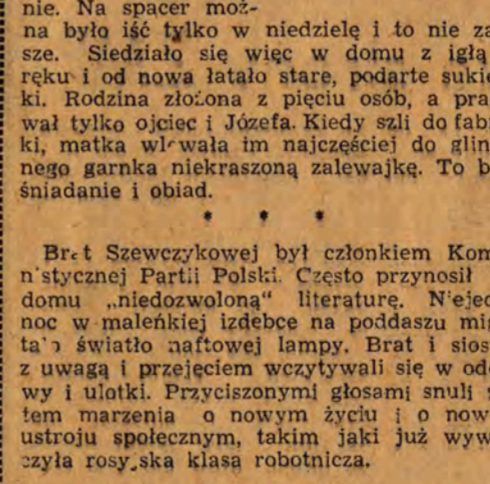 nie. Na spacer moż-
na było iść tylko w niedzielę i to nie za
sze. Siedziało się więc w domu z igłą
ręku i od nowa łatało stare, podarte sukie
ki. Rodzina złożona z pięciu osób, a pra
wał tylko ojciec i Józefa. Kiedy szli do fab
ki, matka wlewała im najczęściej do glin
nego garnka niekraszoną zalewajkę. To b
śniadanie i obiad.
* * *
Brat Szewczykowej był członkiem Kom
nistycznej Partii Polski. Często przynosił
domu „niedozwoloną" literaturę. Niejed
noc w maleńkiej izdebce na poddaszu mig
tało światło naftowej lampy. Brat i sios
z uwagą i przejęciem wczytywali się w ode
wy i ulotki. Przyciszonymi głosami snuli
tem marzenia o nowym życiu i o now
ustroju społecznym, takim jaki już wyw
czyła rosyjska klasa robotnicza.